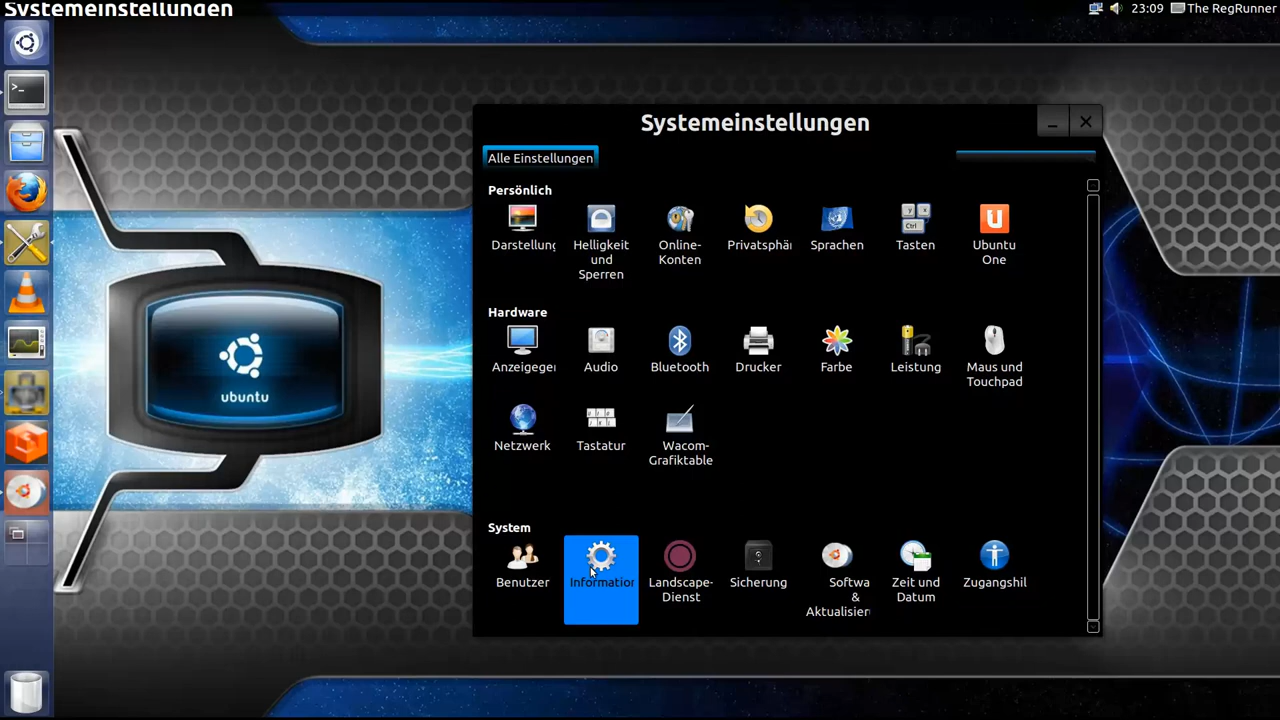 Systemeinstellungen
23:09 The RegRunner
Systemeinstellungen
Alle Einstellungen
Persönlich
Darstellung
Helligkeit und Sperren
Online-Konten
Privatsphä
Sprachen
Tasten
Ubuntu One
Hardware
Anzeigeger
Audio
Bluetooth
Drucker
Farbe
Leistung
Maus und Touchpad
Netzwerk
Tastatur
Wacom-Grafiktable
System
Benutzer
Information
Landscape-Dienst
Sicherung
Softwa & Aktualisier
Zeit und Datum
Zugangshil
ubuntu